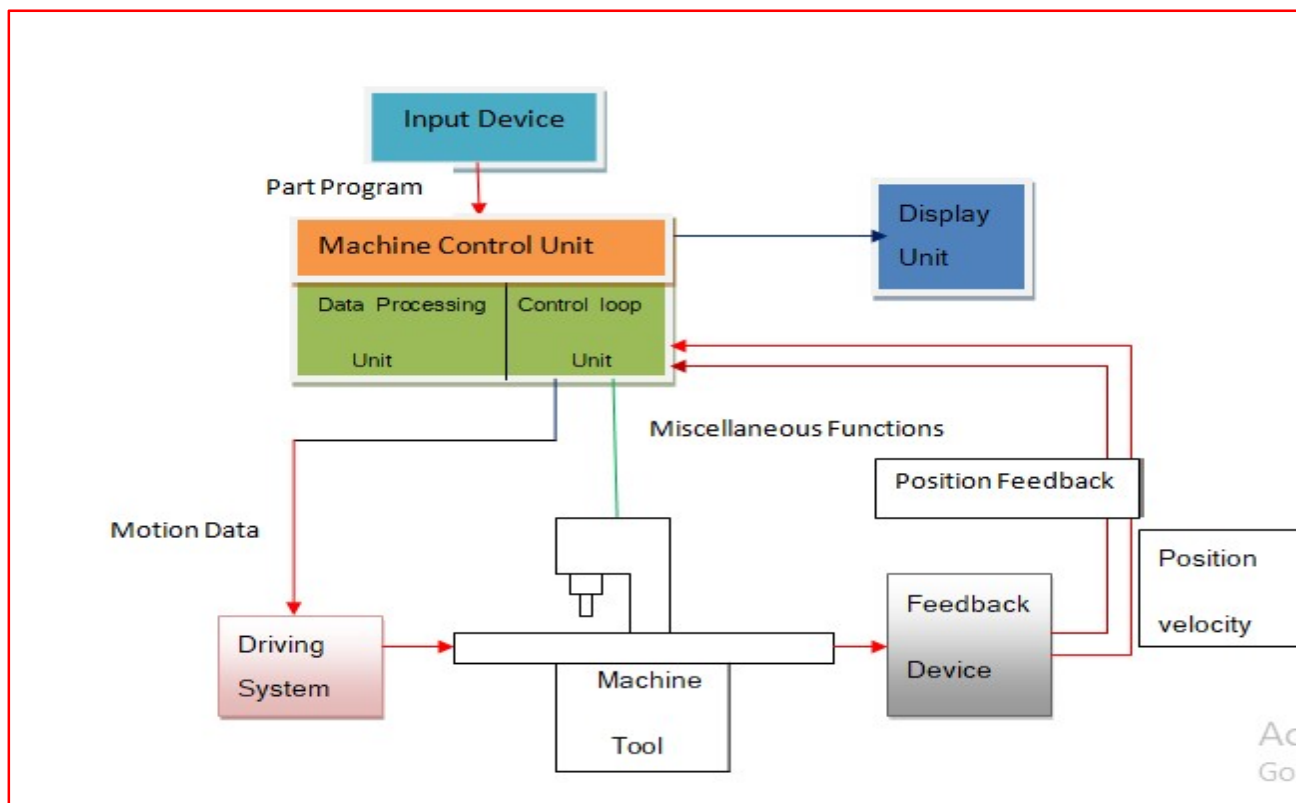 Input Device
Part Program
Machine Control Unit
Display
Unit
Data Processing
Unit
Control loop
Unit
Miscellaneous Functions
Position Feedback
Motion Data
Position
velocity
Driving
System
Feedback
Device
Machine
Tool